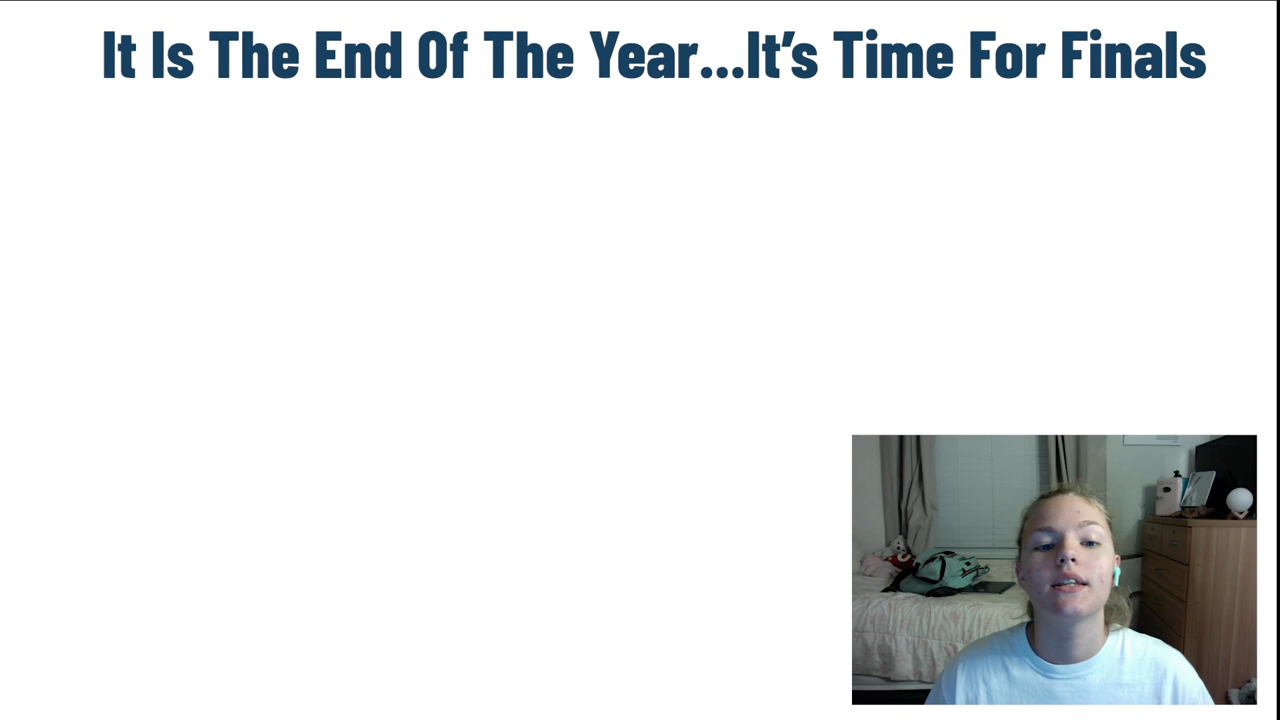 It Is The End Of The Year...It’s Time For Finals